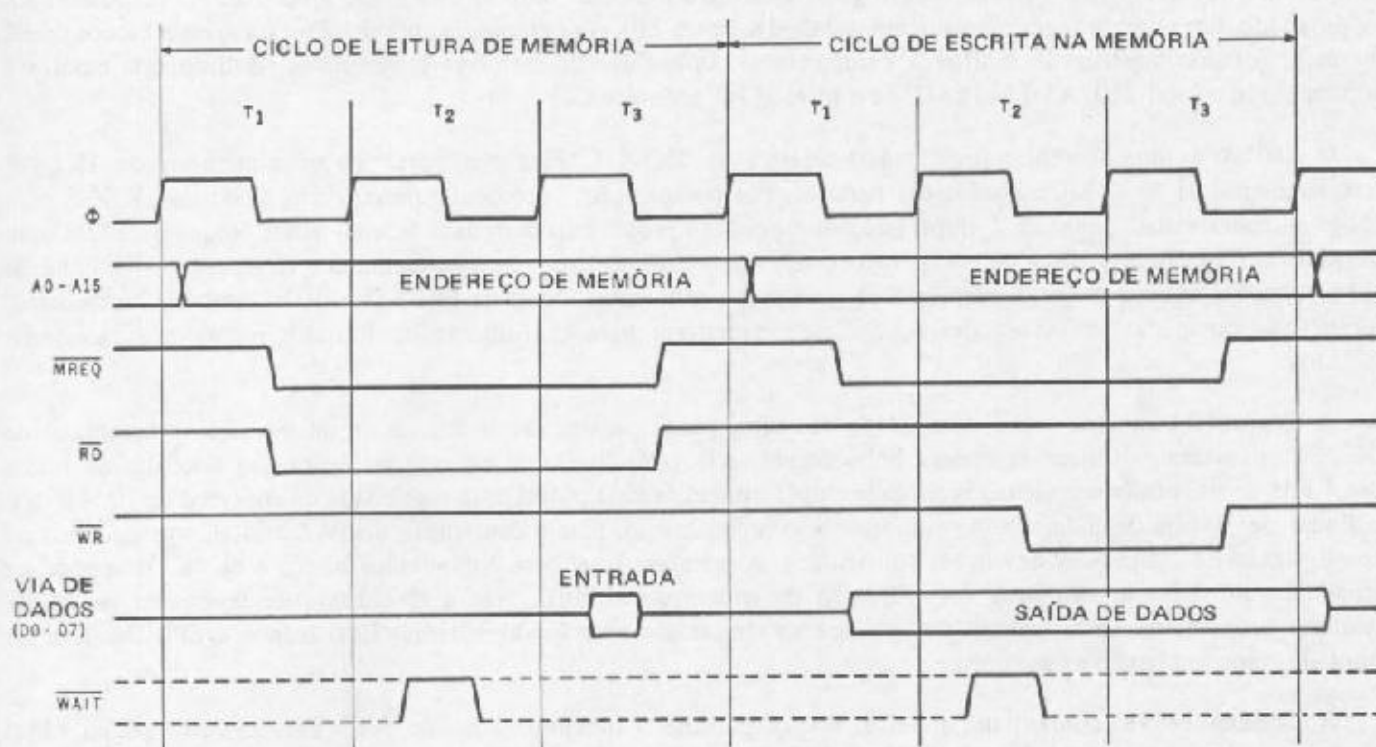 CICLO DE LEITURA DE MEMÓRIA CICLO DE ESCRITA NA MEMÓRIA
T1 T2 T3 T1 T2 T3
Φ
A0 – A15 ENDEREÇO DE MEMÓRIA ENDEREÇO DE MEMÓRIA
MREQ
RD
WR
VIA DE
DADOS
(D0 – D7)
ENTRADA
SAÍDA DE DADOS
WAIT